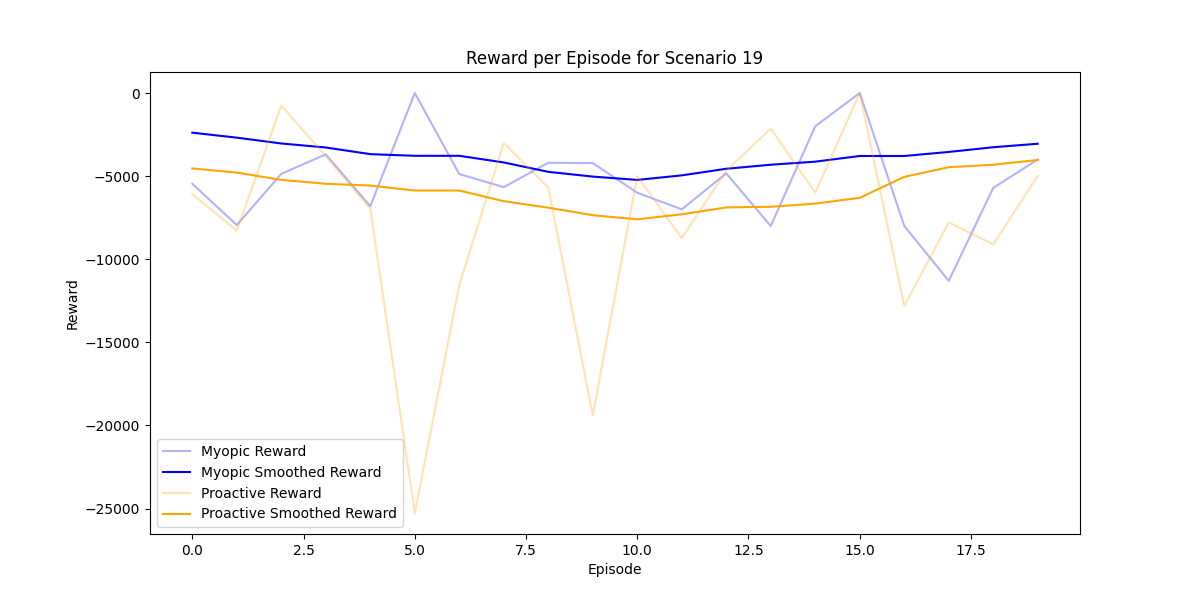 Reward per Episode for Scenario 19
0
−5000
−10000
−15000
−20000
−25000
Reward
Myopic Reward
Myopic Smoothed Reward
Proactive Reward
Proactive Smoothed Reward
0.0 2.5 5.0 7.5 10.0 12.5 15.0 17.5
Episode